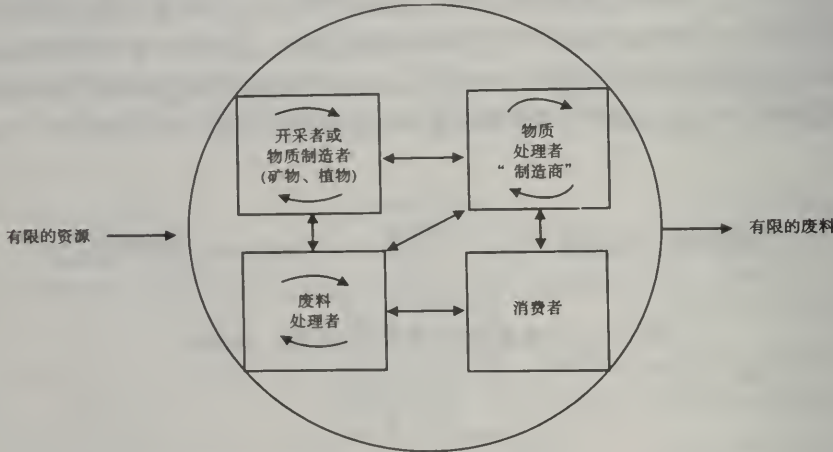 开采者或
物质制造者
(矿物、植物)
物质
处理者
“制造商”
有限的资源
有限的废料
废料
处理者
消费者